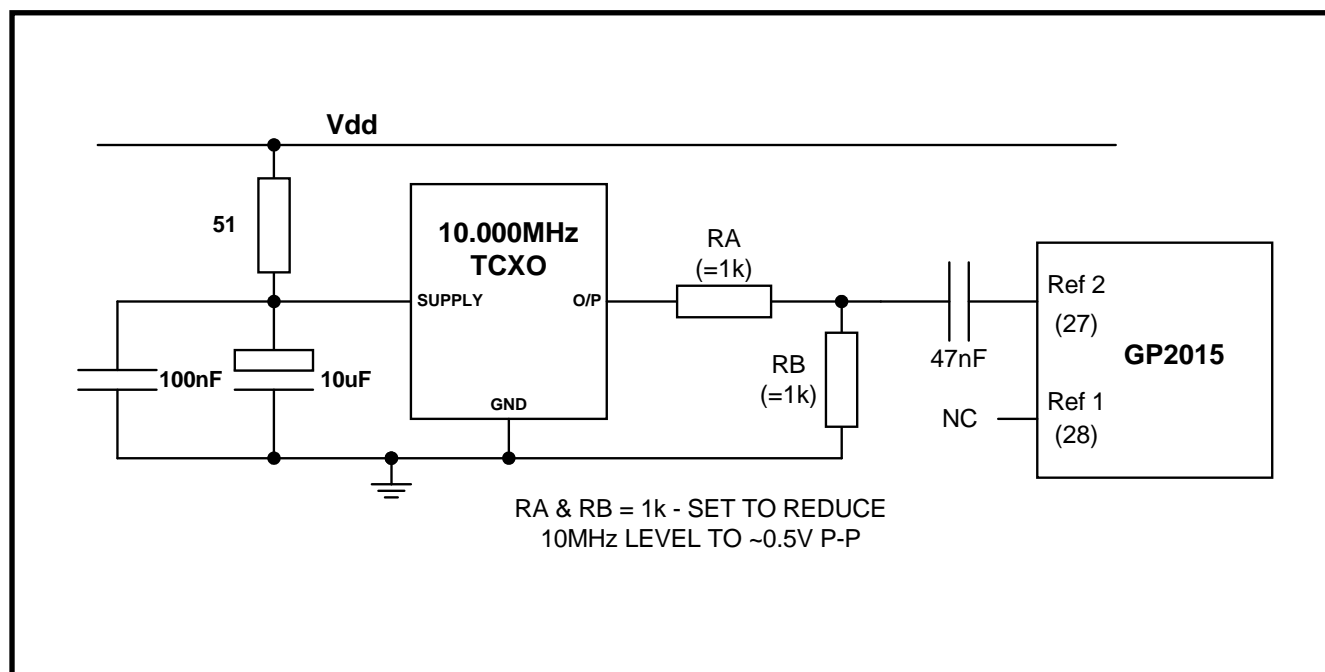 Vdd
51
100nF
10uF
10.000MHz
TCXO
SUPPLY
O/P
GND
RA
(=1k)
RB
(=1k)
47nF
Ref 2
(27)
GP2015
Ref 1
(28)
NC
RA & RB = 1k - SET TO REDUCE
10MHz LEVEL TO ~0.5V P-P